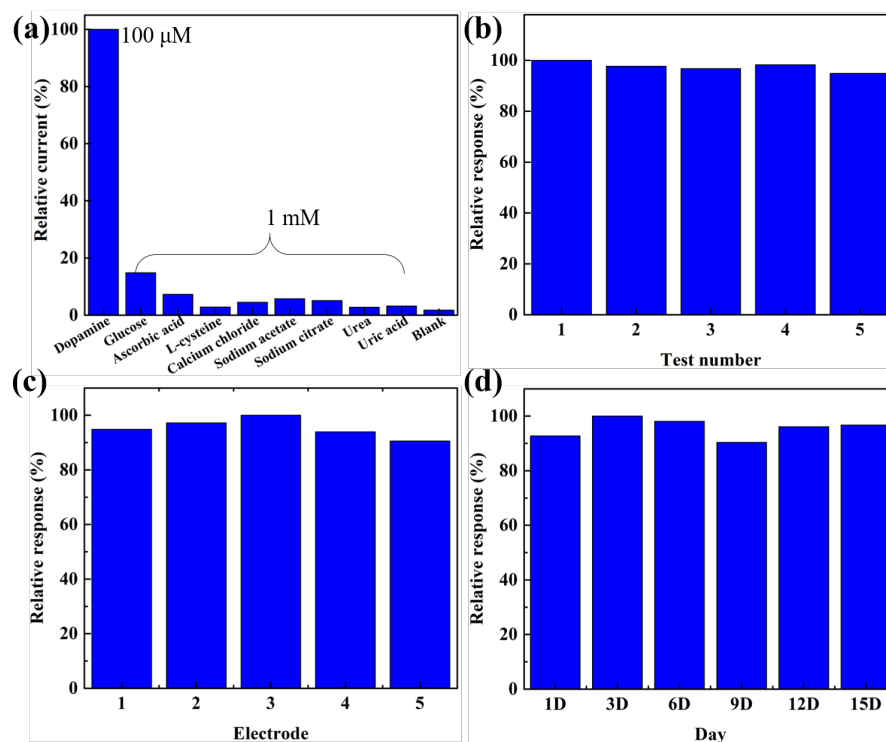 (a)
100 μM
1 mM
Relative current (%)
100
80
60
40
20
0
Dopamine
Glucose
Ascorbic acid
L-cysteine
Calcium chloride
Sodium acetate
Sodium citrate
Urea
Uric acid
Blank
(b)
Relative response (%)
100
80
60
40
20
0
1 2 3 4 5
Test number
(c)
Relative response (%)
100
80
60
40
20
0
1 2 3 4 5
Electrode
(d)
Relative response (%)
100
80
60
40
20
0
1D 3D 6D 9D 12D 15D
Day